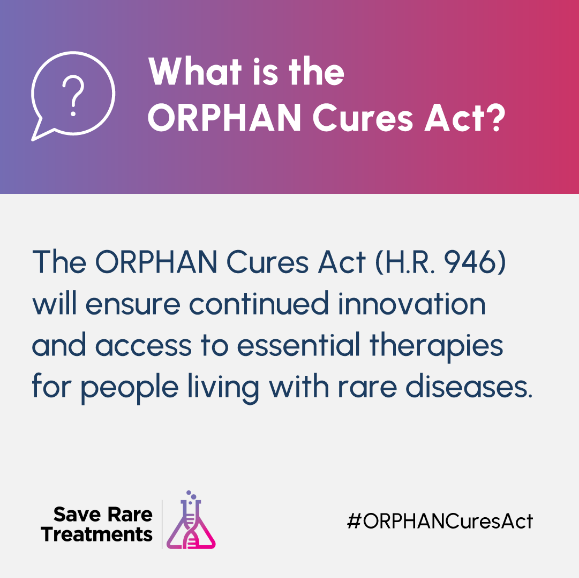 What is the
ORPHAN Cures Act?
The ORPHAN Cures Act (H.R. 946)
will ensure continued innovation
and access to essential therapies
for people living with rare diseases.
Save Rare
Treatments
#ORPHANCuresAct